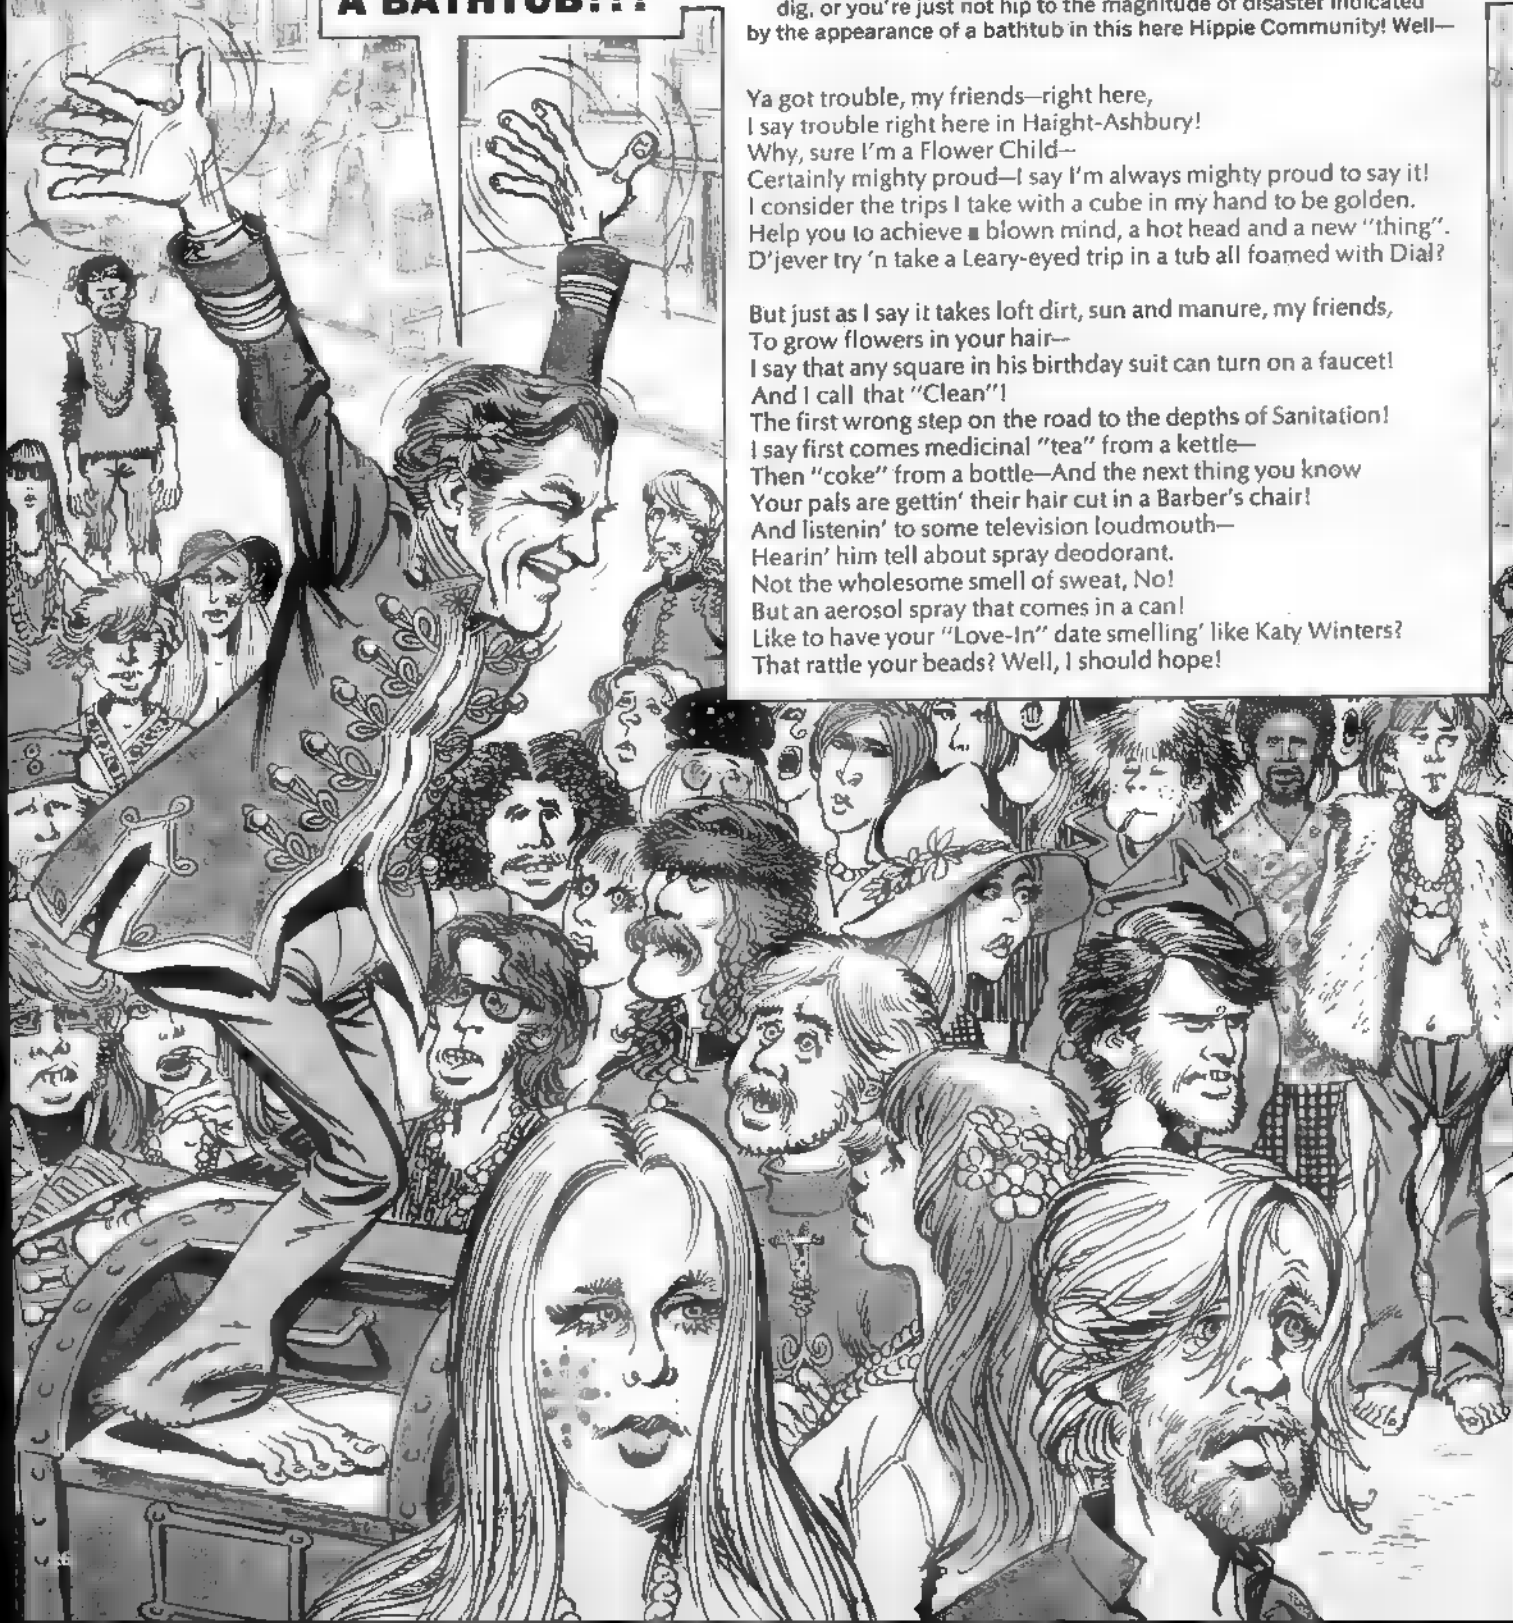 A BATHTUB???
dig, or you're just not hip to the magnitude of disaster indicated
by the appearance of a bathtub in this here Hippie Community! Well—
Ya got trouble, my friends—right here,
I say trouble right here in Haight-Ashbury!
Why, sure I'm a Flower Child—
Certainly mighty proud—I say I'm always mighty proud to say it!
I consider the trips I take with a cube in my hand to be golden.
Help you to achieve a blown mind, a hot head and a new "thing".
D'jever try 'n take a Leary-eyed trip in a tub all foamed with Dial?
But just as I say it takes loft dirt, sun and manure, my friends,
To grow flowers in your hair—
I say that any square in his birthday suit can turn on a faucet!
And I call that "Clean"!
The first wrong step on the road to the depths of Sanitation!
I say first comes medicinal "tea" from a kettle—
Then "coke" from a bottle—And the next thing you know
Your pals are gettin' their hair cut in a Barber's chair!
And listenin' to some television loudmouth—
Hearin' him tell about spray deodorant.
Not the wholesome smell of sweat, No!
But an aerosol spray that comes in a can!
Like to have your "Love-In" date smelling' like Katy Winters?
That rattle your beads? Well, I should hope!